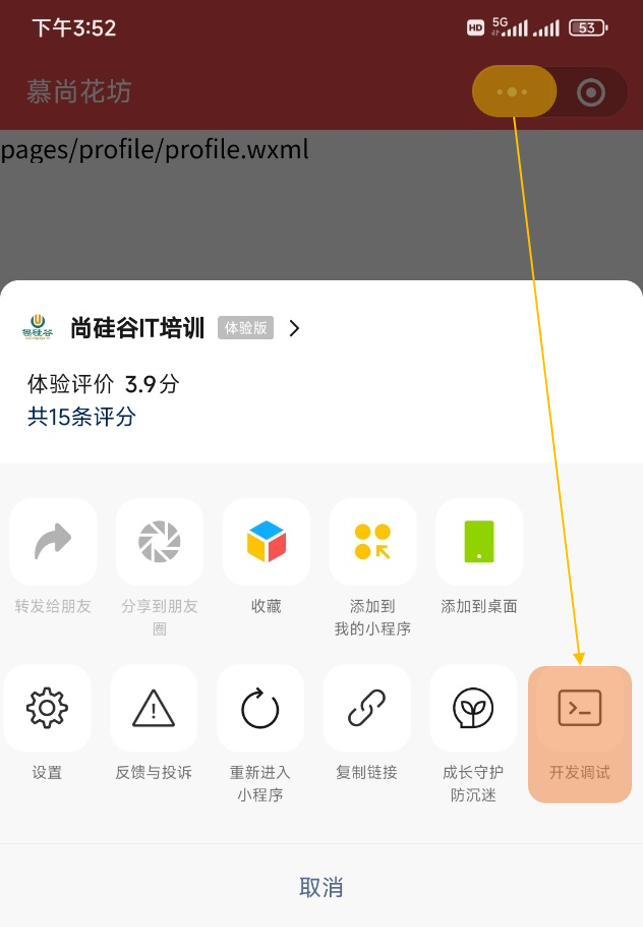 下午3:52
HD 5G 53
慕尚花坊
pages/profile/profile.wxml
尚硅谷IT培训 体验版
体验评价 3.9分
共15条评分
转发给朋友
分享到朋友
圈
收藏
添加到
我的小程序
添加到桌面
设置
反馈与投诉
重新进入
小程序
复制链接
成长守护
防沉迷
开发调试
取消